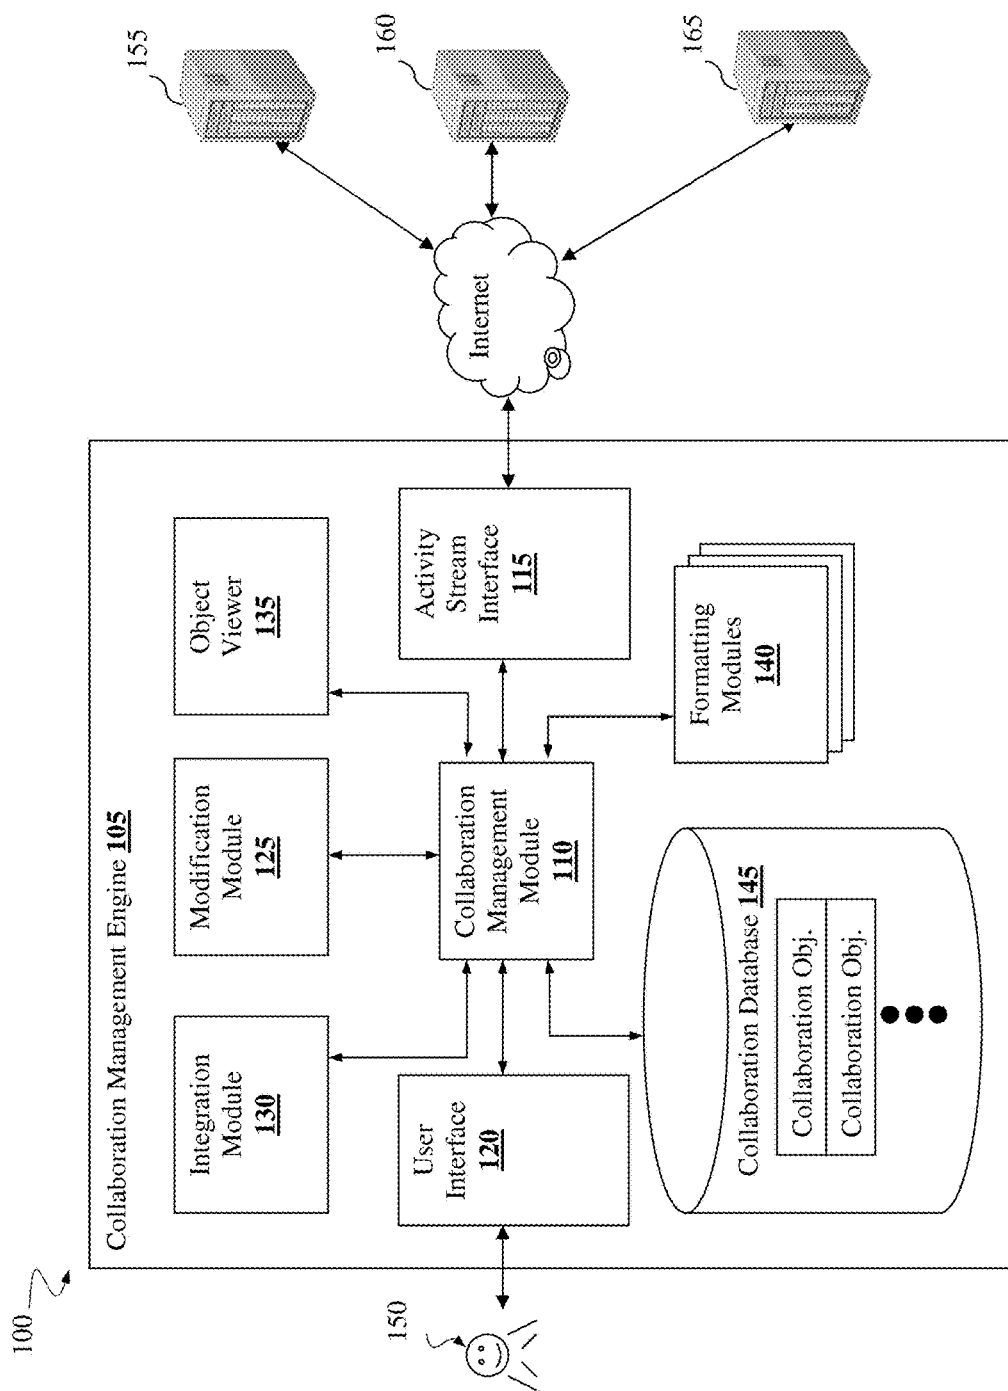 100
Collaboration Management Engine 105
Integration
Module
130
Modification
Module
125
Object
Viewer
135
155
150
User
Interface
120
Collaboration
Management
Module
110
Activity
Stream
Interface
115
Internet
160
Collaboration Database 145
Collaboration Obj.
Collaboration Obj.
Formatting
Modules
140
165